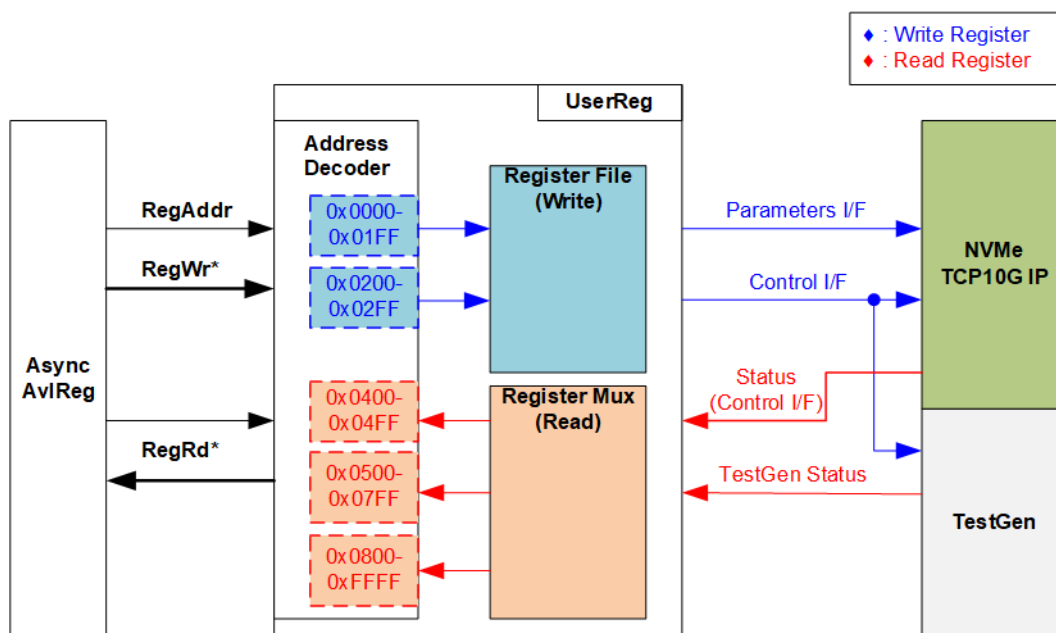 ♦ : Write Register
♦ : Read Register
UserReg
Address
Decoder
Register File
(Write)
0x0000-
0x01FF
0x0200-
0x02FF
RegAddr
RegWr*
Async
AvlReg
RegRd*
0x0400-
0x04FF
0x0500-
0x07FF
0x0800-
0xFFFF
Register Mux
(Read)
Parameters I/F
Control I/F
Status
(Control I/F)
TestGen Status
NVMe
TCP10G IP
TestGen